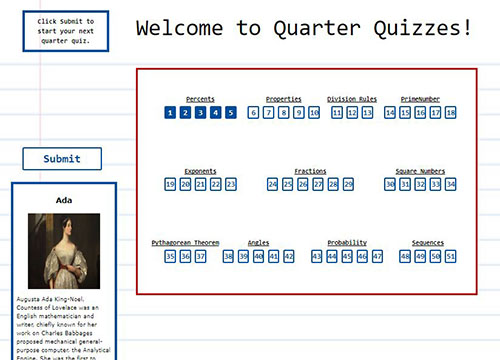 Click Submit to
start your next
quarter quiz.
Welcome to Quarter Quizzes!
Percents
1 2 3 4 5
Properties
6 7 8 9 10
Division Rules
11 12 13
PrimeNumber
14 15 16 17 18
Submit
Exponents
19 20 21 22 23
Fractions
24 25 26 27 28 29
Square Numbers
30 31 32 33 34
Ada
Pythagorean Theorem
35 36 37
Angles
38 39 40 41 42
Probability
43 44 45 46 47
Sequences
48 49 50 51
Augusta Ada King-Noel,
Countess of Lovelace was an
English mathematician and
writer, chiefly known for her
work on Charles Babbages
proposed mechanical general-
purpose computer, the Analytical
Engine. She was the first to